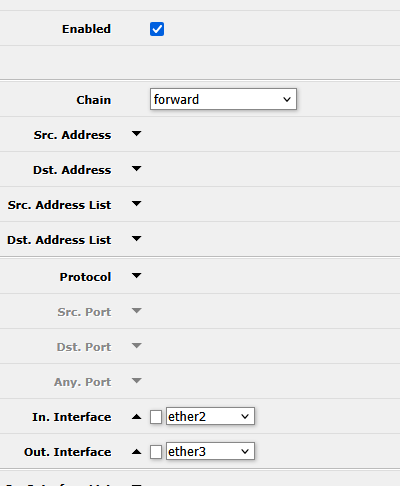 Enabled
Chain forward
Src. Address
Dst. Address
Src. Address List
Dst. Address List
Protocol
Src. Port
Dst. Port
Any. Port
In. Interface ether2
Out. Interface ether3